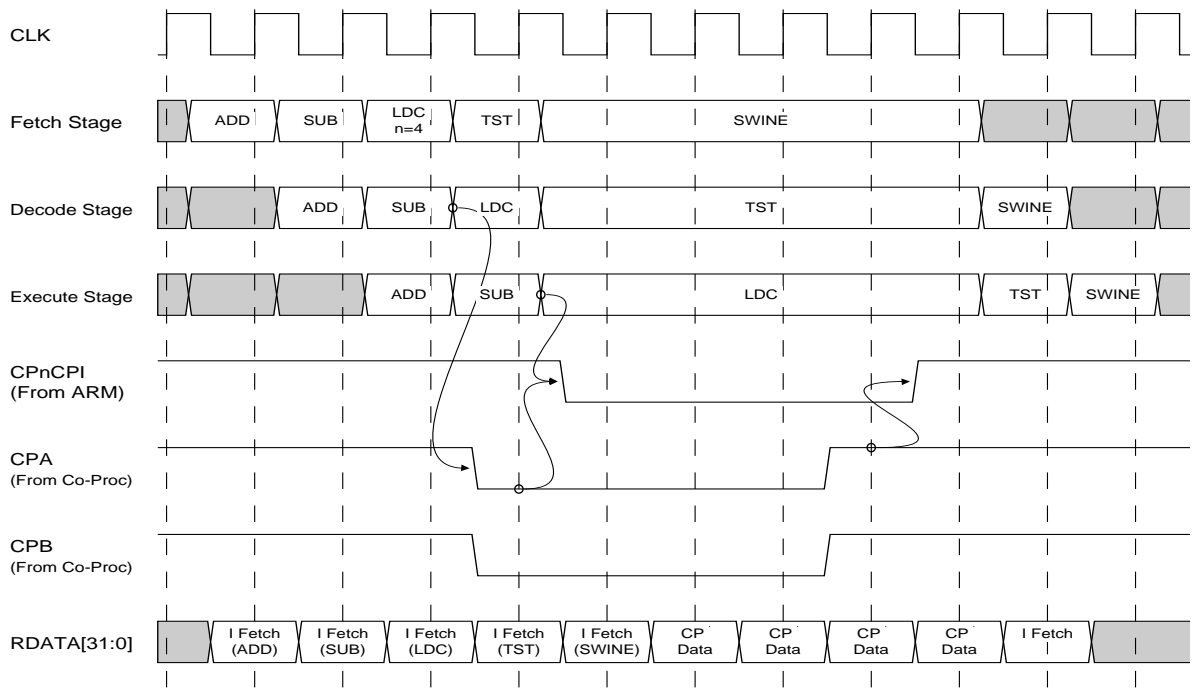 CLK
Fetch Stage
ADD
SUB
LDC
n=4
TST
SWINE
Decode Stage
ADD
SUB
LDC
TST
SWINE
Execute Stage
ADD
SUB
LDC
TST
SWINE
CPnCPI
(From ARM)
CPA
(From Co-Proc)
CPB
(From Co-Proc)
RDATA[31:0]
I Fetch
(ADD)
I Fetch
(SUB)
I Fetch
(LDC)
I Fetch
(TST)
I Fetch
(SWINE)
CP
Data
CP
Data
CP
Data
CP
Data
I Fetch